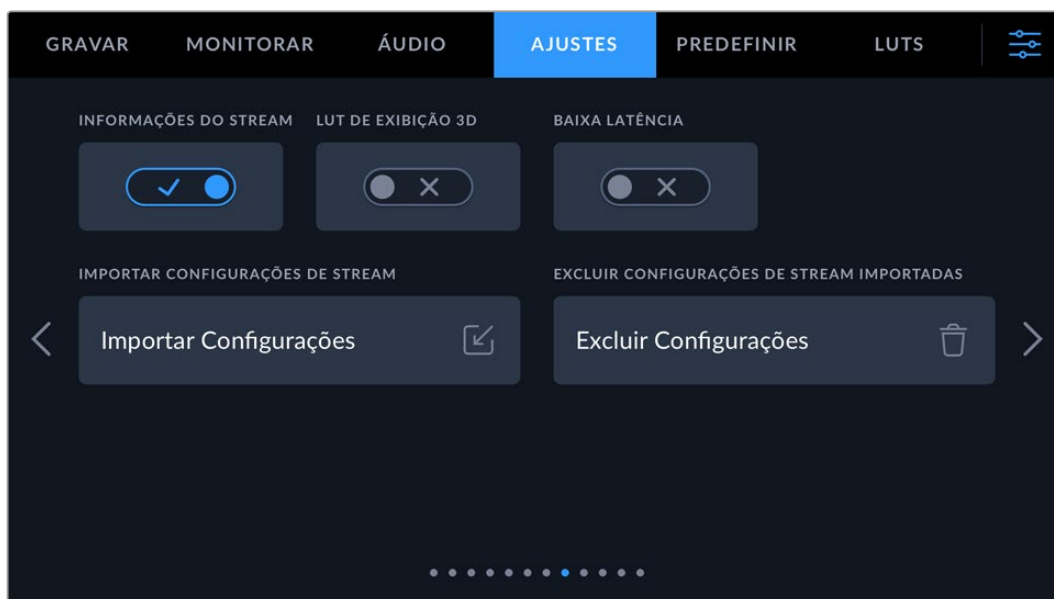 GRAVAR MONITORAR ÁUDIO AJUSTES PREDEFINIR LUTS
INFORMAÇÕES DO STREAM LUT DE EXIBIÇÃO 3D BAIXA LATÊNCIA
IMPORTAR CONFIGURAÇÕES DE STREAM EXCLUIR CONFIGURAÇÕES DE STREAM IMPORTADAS
Importar Configurações Excluir Configurações